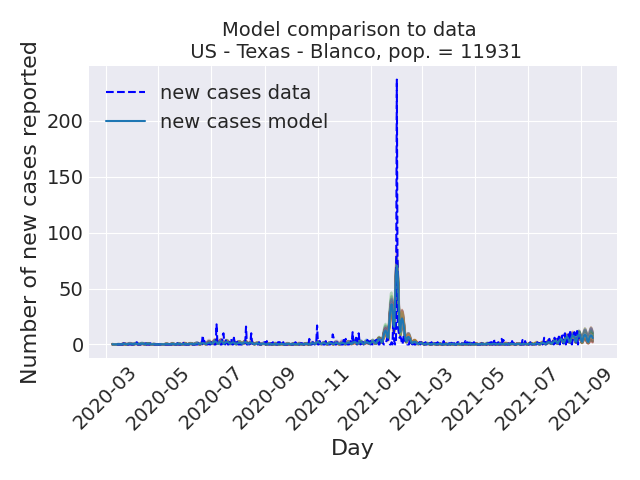 Model comparison to data
US - Texas - Blanco, pop. = 11931
Number of new cases reported
new cases data
new cases model
200
150
100
50
0
2020-03
2020-05
2020-07
2020-09
2020-11
2021-01
2021-03
2021-05
2021-07
2021-09
Day